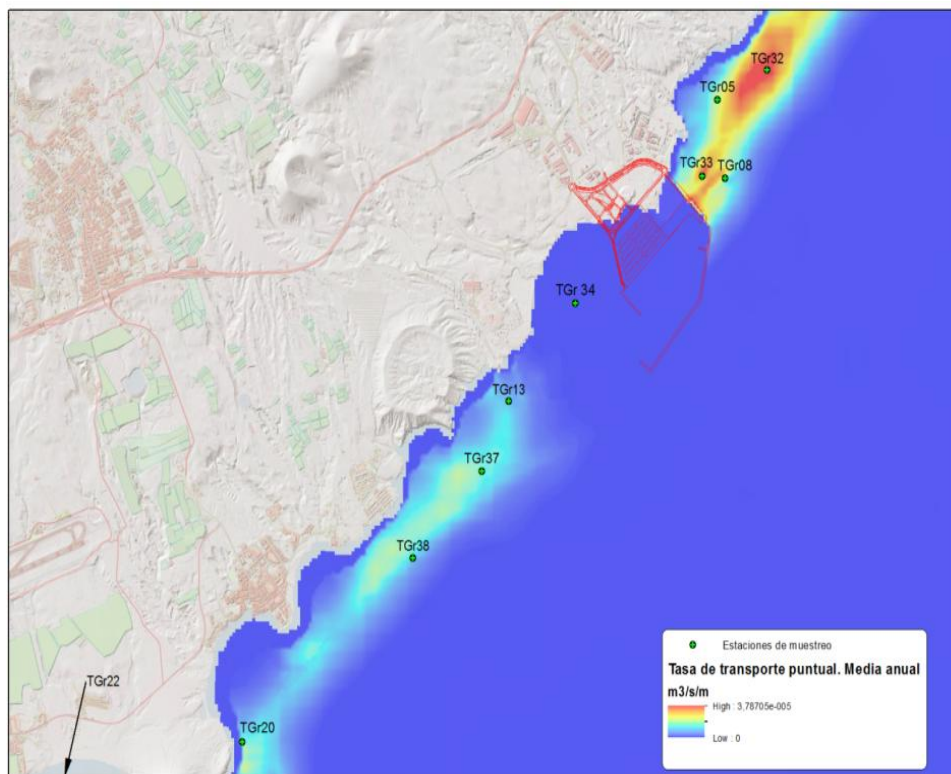 TGr32
TGr05
TGr33
TGr08
TGr 34
TGr13
TGr37
TGr38
TGr22
TGr20
Estaciones de muestreo
Tasa de transporte puntual. Media anual
m3/s/m
High : 3,78705e-005
Low : 0